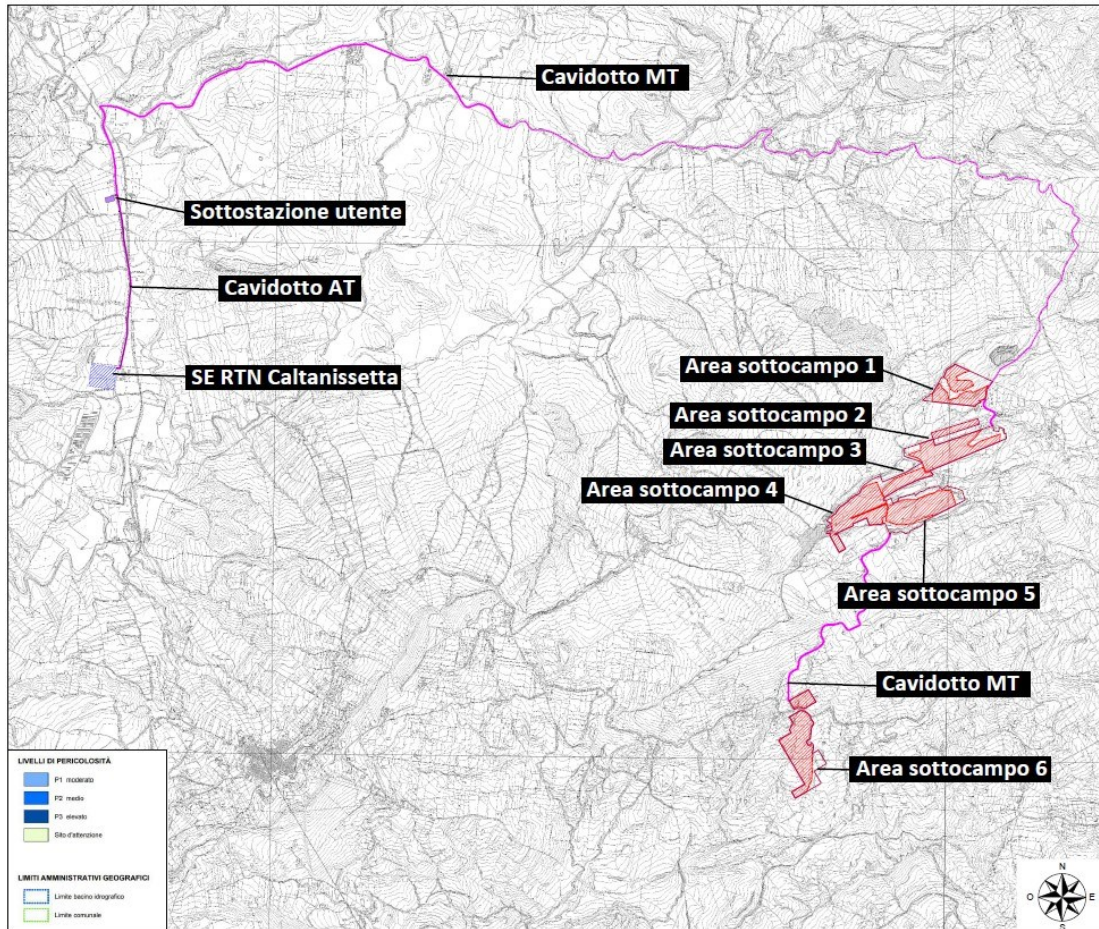 Cavidotto MT
Sottostazione utente
Cavidotto AT
SE RTN Caltanissetta
Area sottocampo 1
Area sottocampo 2
Area sottocampo 3
Area sottocampo 4
Area sottocampo 5
Cavidotto MT
Area sottocampo 6
LIVELLI DI PERICOLOSITÀ
P1 moderato
P2 medio
P3 elevato
Sito d'attenzione
LIMITI AMMINISTRATIVI GEOGRAFICI
Limite bacino idrografico
Limite comunale
N
O E
S